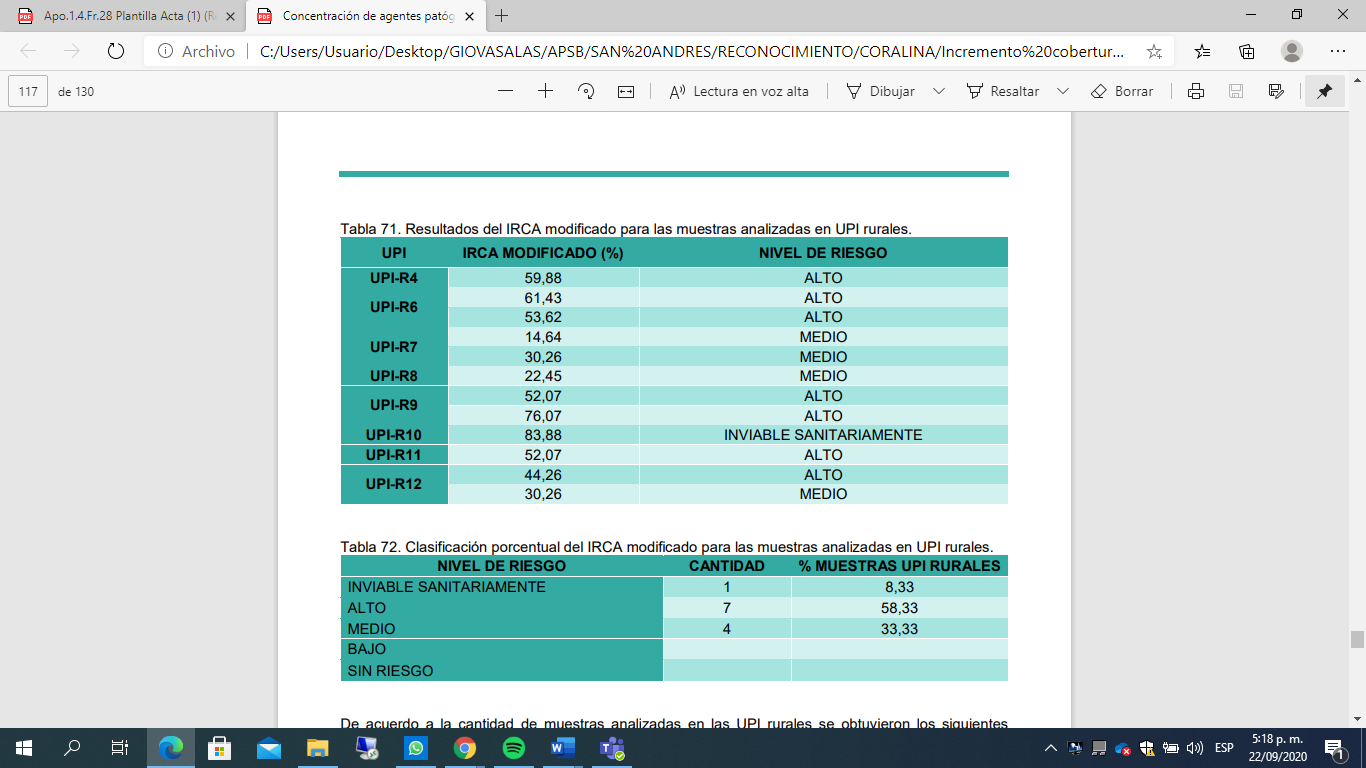 Apo.1.4.Fr.28 Plantilla Acta (1) (R
Concentración de agentes patóg
Archivo
C:/Users/Usuario/Desktop/GIOVASALAS/APSB/SAN%20ANDRES/RECONOCIMIENTO/CORALINA/Incremento%20cobertur...
117 de 130
Lectura en voz alta
Dibujar
Resaltar
Borrar
Tabla 71. Resultados del IRCA modificado para las muestras analizadas en UPI rurales.
UPI IRCA MODIFICADO (%) NIVEL DE RIESGO
UPI-R4 59,88 ALTO
UPI-R6 61,43 ALTO
53,62 ALTO
UPI-R7 14,64 MEDIO
30,26 MEDIO
UPI-R8 22,45 MEDIO
UPI-R9 52,07 ALTO
76,07 ALTO
UPI-R10 83,88 INVIABLE SANITARIAMENTE
UPI-R11 52,07 ALTO
UPI-R12 44,26 ALTO
30,26 MEDIO
Tabla 72. Clasificación porcentual del IRCA modificado para las muestras analizadas en UPI rurales.
NIVEL DE RIESGO CANTIDAD % MUESTRAS UPI RURALES
INVIABLE SANITARIAMENTE 1 8,33
ALTO 7 58,33
MEDIO 4 33,33
BAJO
SIN RIESGO
De acuerdo a la cantidad de muestras analizadas en las UPI rurales se obtuvieron los siguientes
ESP
5:18 p. m.
22/09/2020
1